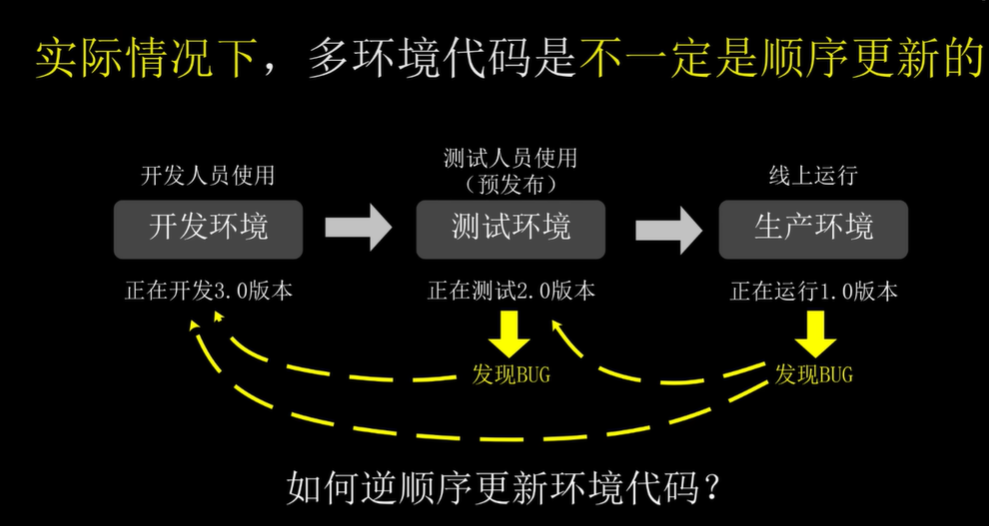 实际情况下，多环境代码是不一定是顺序更新的
开发人员使用
开发环境
正在开发3.0版本
测试人员使用
（预发布）
测试环境
正在测试2.0版本
发现BUG
线上运行
生产环境
正在运行1.0版本
发现BUG
如何逆顺序更新环境代码？